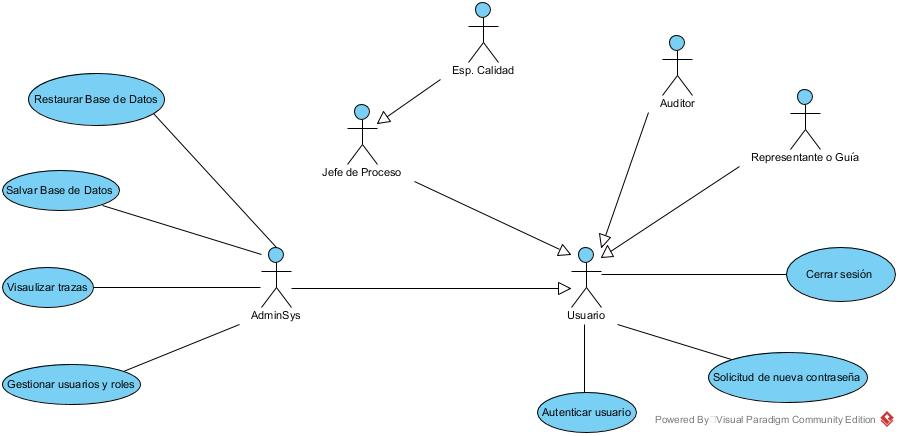 Esp. Calidad
Auditor
Restaurar Base de Datos
Representante o Guía
Jefe de Proceso
Salvar Base de Datos
Cerrar sesión
Visaulizar trazas
AdminSys
Usuario
Solicitud de nueva contraseña
Gestionar usuarios y roles
Autenticar usuario
Powered By Visual Paradigm Community Edition